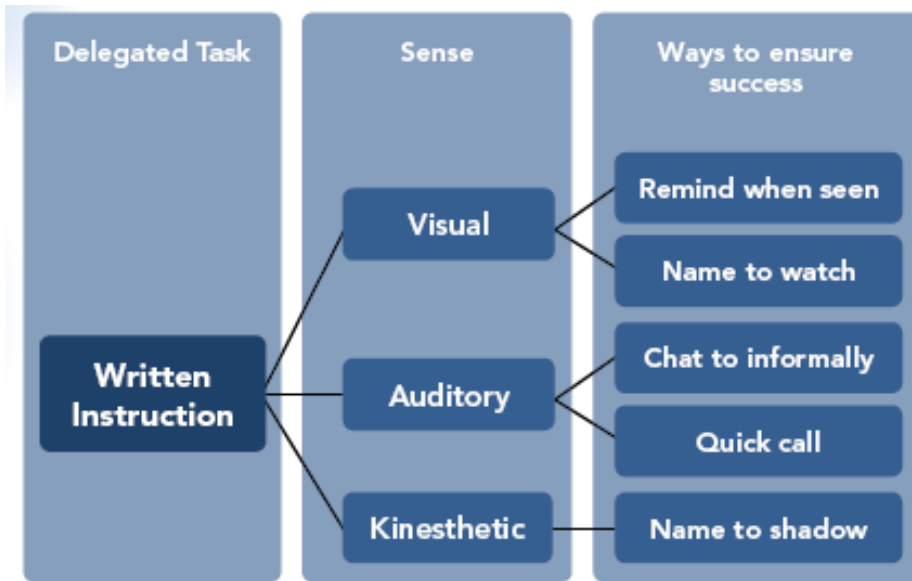 Delegated Task
Sense
Ways to ensure
success
Written
Instruction
Visual
Auditory
Kinesthetic
Remind when seen
Name to watch
Chat to informally
Quick call
Name to shadow